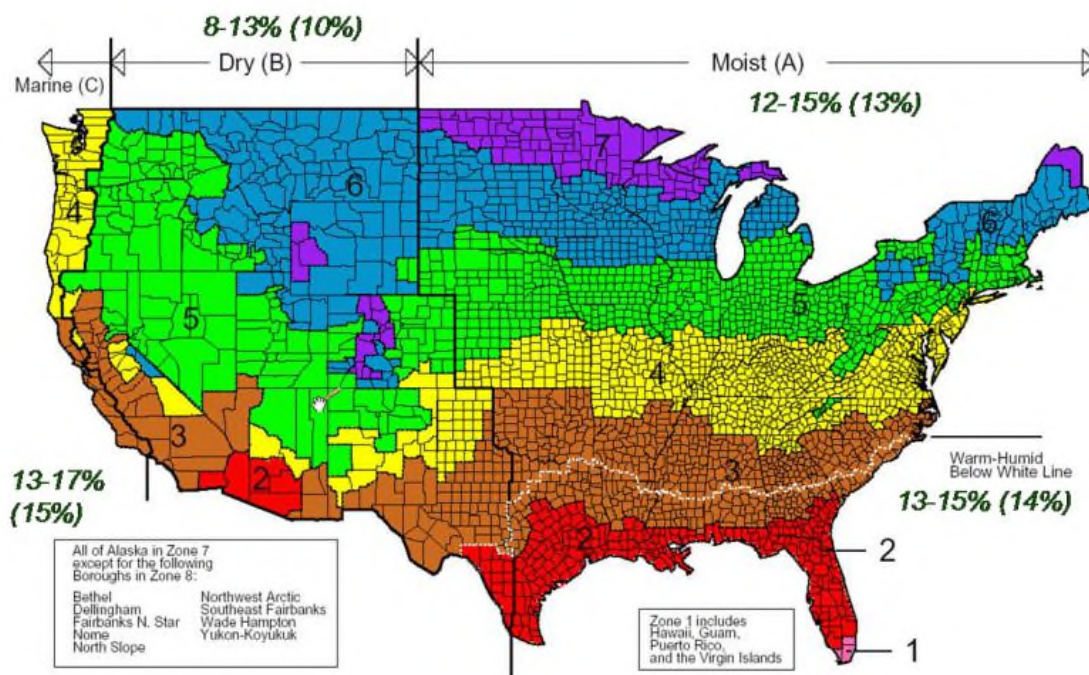 8-13% (10%)
Dry (B)
Moist (A)
Marine (C)
12-15% (13%)
7
6
4
6
5
5
4
3
3
2
2
13-17%
(15%)
Warm-Humid
Below White Line
13-15% (14%)
All of Alaska in Zone 7
except for the following
Boroughs in Zone 8:
Bethel
Dellingham
Fairbanks N. Star
Nome
North Slope
Northwest Arctic
Southeast Fairbanks
Wade Hampton
Yukon-Koyukuk
Zone 1 includes
Hawaii, Guam,
Puerto Rico,
and the Virgin Islands
2
1